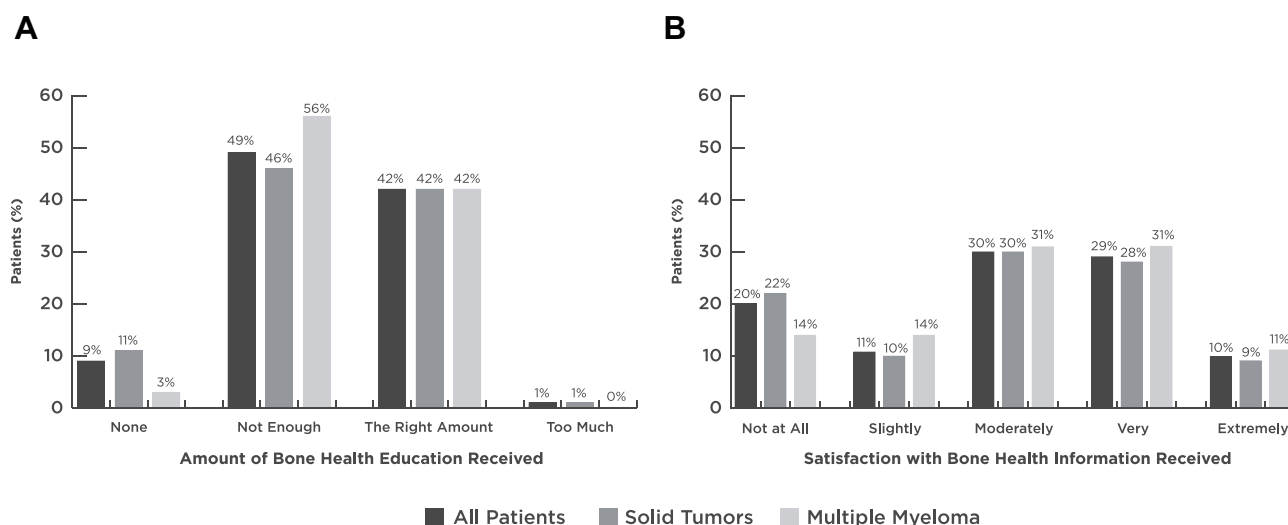 A
B
60
50
40
30
20
10
0
Patients (%)
9%
11%
3%
49%
46%
56%
42%
42%
42%
1%
1%
0%
None
Not Enough
The Right Amount
Too Much
Amount of Bone Health Education Received
60
50
40
30
20
10
0
Patients (%)
20%
22%
14%
11%
10%
14%
30%
30%
31%
29%
28%
31%
10%
9%
11%
Not at All
Slightly
Moderately
Very
Extremely
Satisfaction with Bone Health Information Received
All Patients
Solid Tumors
Multiple Myeloma